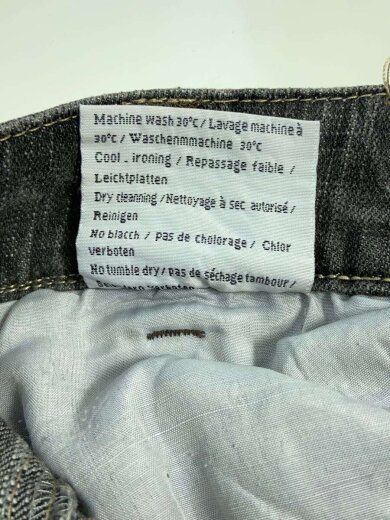 Machine wash 30°C / Lavage machine à
30°C / Waschenmmachine 30°C
Cool . ironing / Repassage faible /
Leichtplatten
Dry cleanning / Nettoyage à sec autorisé /
Reinigen
No blacch / pas de cholorage / Chlor
verboten
No tumble dry / pas de séchage tambour /
verboten